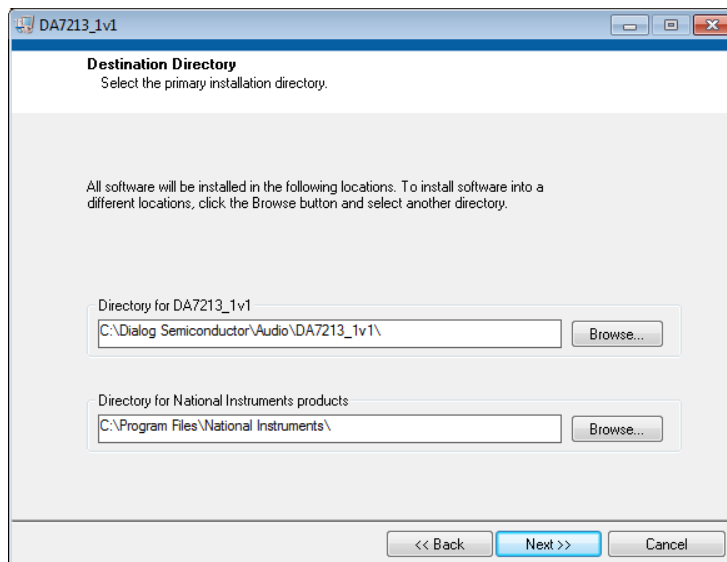 DA7213_1v1
Destination Directory
Select the primary installation directory.
All software will be installed in the following locations. To install software into a
different locations, click the Browse button and select another directory.
Directory for DA7213_1v1
C:\Dialog Semiconductor\Audio\DA7213_1v1\
Browse...
Directory for National Instruments products
C:\Program Files\National Instruments\
Browse...
<< Back
Next >>
Cancel